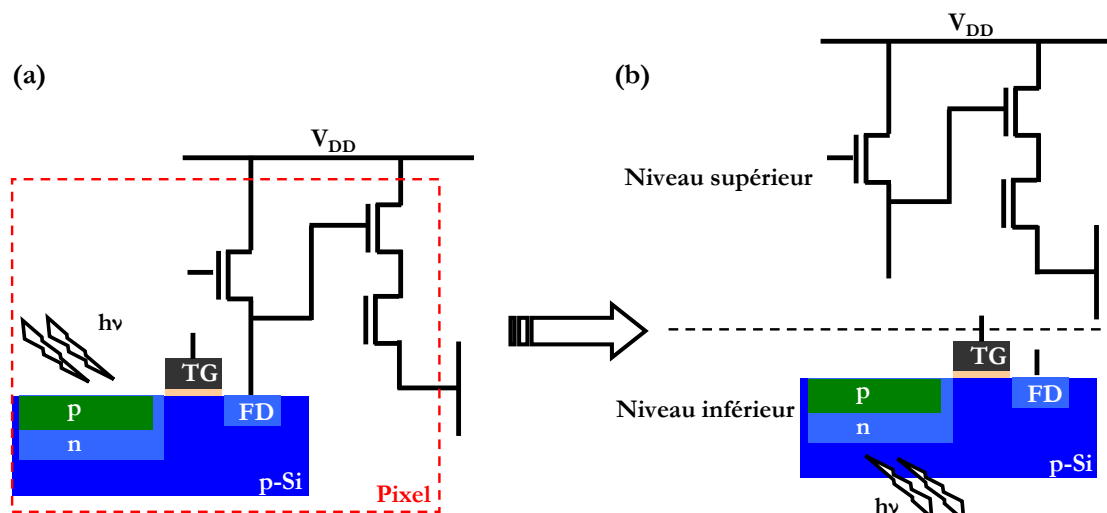 (a)
V_DD
hν
TG
p
FD
n
p-Si
Pixel
(b)
V_DD
Niveau supérieur
TG
Niveau inférieur
p
FD
n
p-Si
hν